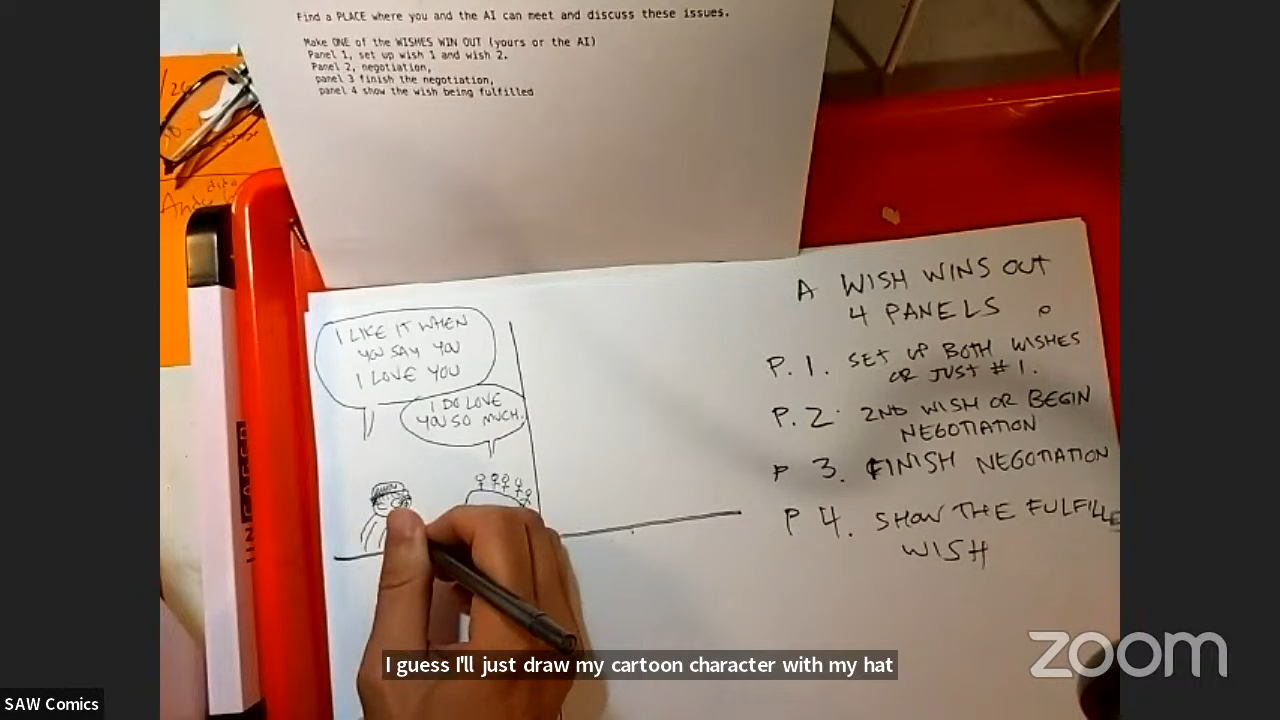 Find a PLACE where you and the AI can meet and discuss these issues.
Make ONE of the WISHES WIN OUT (yours or the AI)
Panel 1, set up wish 1 and wish 2.
Panel 2, negotiation,
panel 3 finish the negotiation,
panel 4 show the wish being fulfilled
A WISH WINS OUT
4 PANELS
P. 1. SET UP BOTH WISHES
OR JUST #1.
P. 2. 2ND WISH OR BEGIN
NEGOTIATION
P 3. FINISH NEGOTIATION
P 4. SHOW THE FULFILLE
WISH
I LIKE IT WHEN
YOU SAY YOU
I LOVE YOU
I DO LOVE
YOU SO MUCH.
I guess I'll just draw my cartoon character with my hat
zoom
SAW Comics